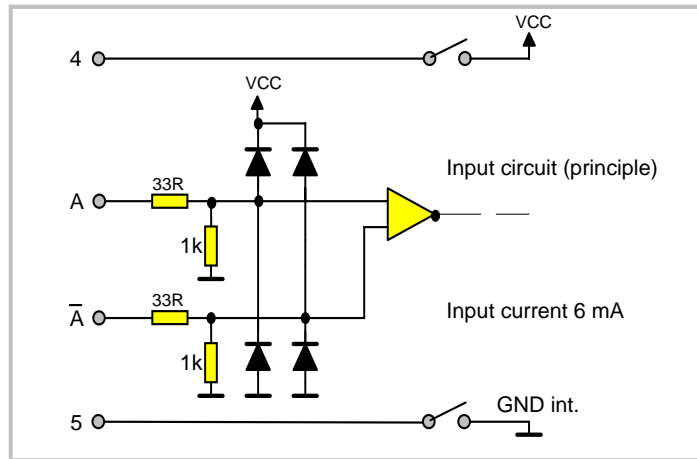 4
VCC
VCC
Input circuit (principle)
33R
A
1k
33R
A̅
Input current 6 mA
1k
GND int.
5